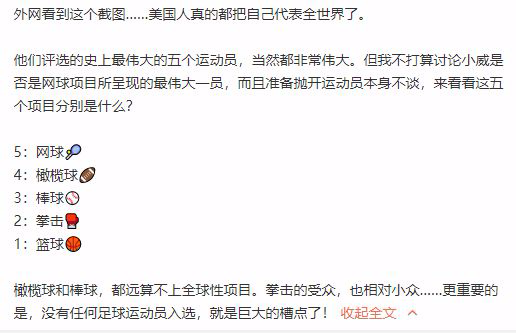 外网看到这个截图……美国人真的都把自己代表全世界了。
他们评选的史上最伟大的五个运动员，当然都非常伟大。但我不打算讨论小威是
否是网球项目所呈现的最伟大一员，而且准备抛开运动员本身不谈，来看看这五
个项目分别是什么？
5：网球🎾
4：橄榄球🏈
3：棒球⚾
2：拳击🥊
1：篮球🏀
橄榄球和棒球，都远算不上全球性项目。拳击的受众，也相对小众……更重要的
是，没有任何足球运动员入选，就是巨大的槽点了！ 收起全文